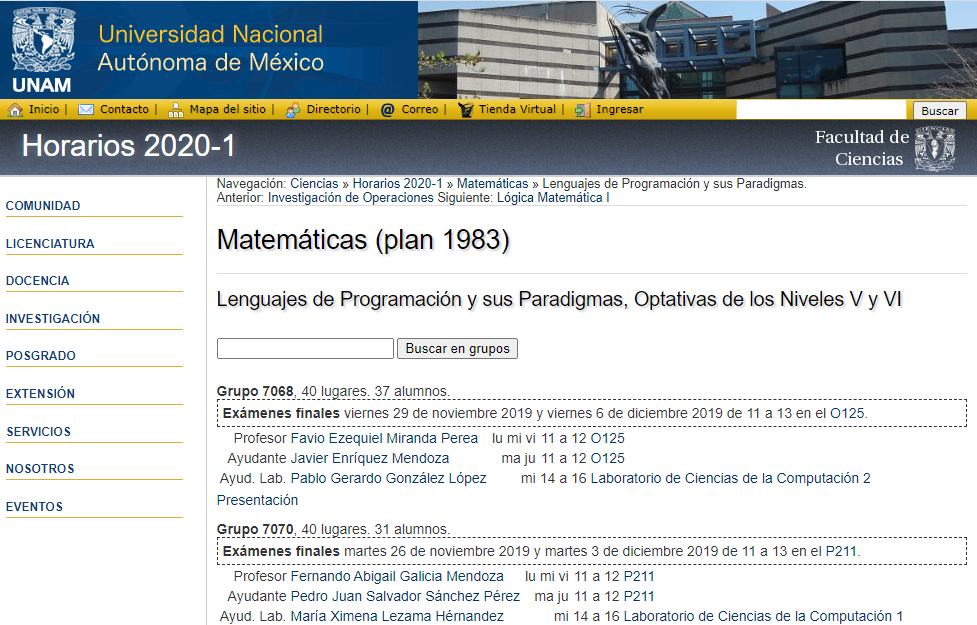 Universidad Nacional
Autónoma de México
UNAM
Inicio | Contacto | Mapa del sitio | Directorio | Correo | Tienda Virtual | Ingresar
Buscar
Horarios 2020-1
Facultad de
Ciencias
CIENCIAS
Navegación: Ciencias » Horarios 2020-1 » Matemáticas » Lenguajes de Programación y sus Paradigmas.
Anterior: Investigación de Operaciones Siguiente: Lógica Matemática I
COMUNIDAD
LICENCIATURA
DOCENCIA
INVESTIGACIÓN
POSGRADO
EXTENSIÓN
SERVICIOS
NOSOTROS
EVENTOS
Matemáticas (plan 1983)
Lenguajes de Programación y sus Paradigmas, Optativas de los Niveles V y VI
Buscar en grupos
Grupo 7068, 40 lugares. 37 alumnos.
Exámenes finales viernes 29 de noviembre 2019 y viernes 6 de diciembre 2019 de 11 a 13 en el O125.
Profesor Favio Ezequiel Miranda Perea lu mi vi 11 a 12 O125
Ayudante Javier Enríquez Mendoza ma ju 11 a 12 O125
Ayud. Lab. Pablo Gerardo González López mi 14 a 16 Laboratorio de Ciencias de la Computación 2
Presentación
Grupo 7070, 40 lugares. 31 alumnos.
Exámenes finales martes 26 de noviembre 2019 y martes 3 de diciembre 2019 de 11 a 13 en el P211.
Profesor Fernando Abigail Galicia Mendoza lu mi vi 11 a 12 P211
Ayudante Pedro Juan Salvador Sánchez Pérez ma ju 11 a 12 P211
Ayud. Lab. María Ximena Lezama Hérnandez mi 14 a 16 Laboratorio de Ciencias de la Computación 1